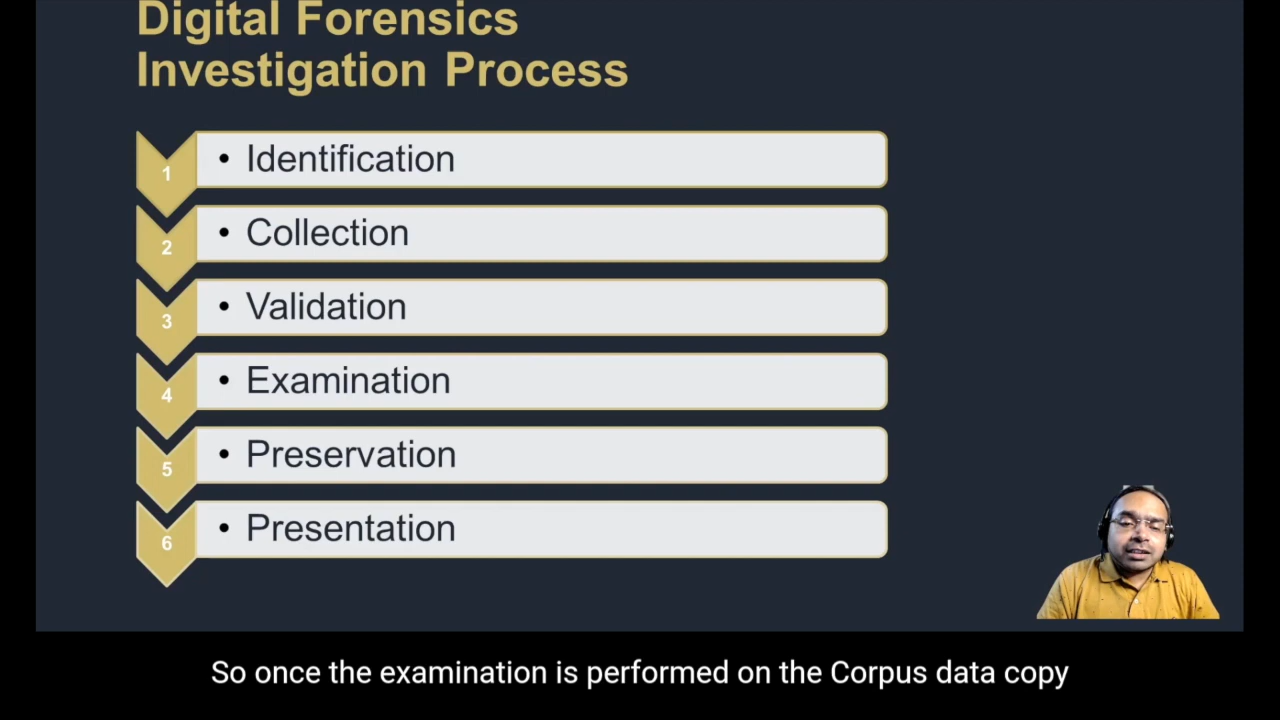 Digital Forensics
Investigation Process
1 • Identification
2 • Collection
3 • Validation
4 • Examination
5 • Preservation
6 • Presentation
So once the examination is performed on the Corpus data copy